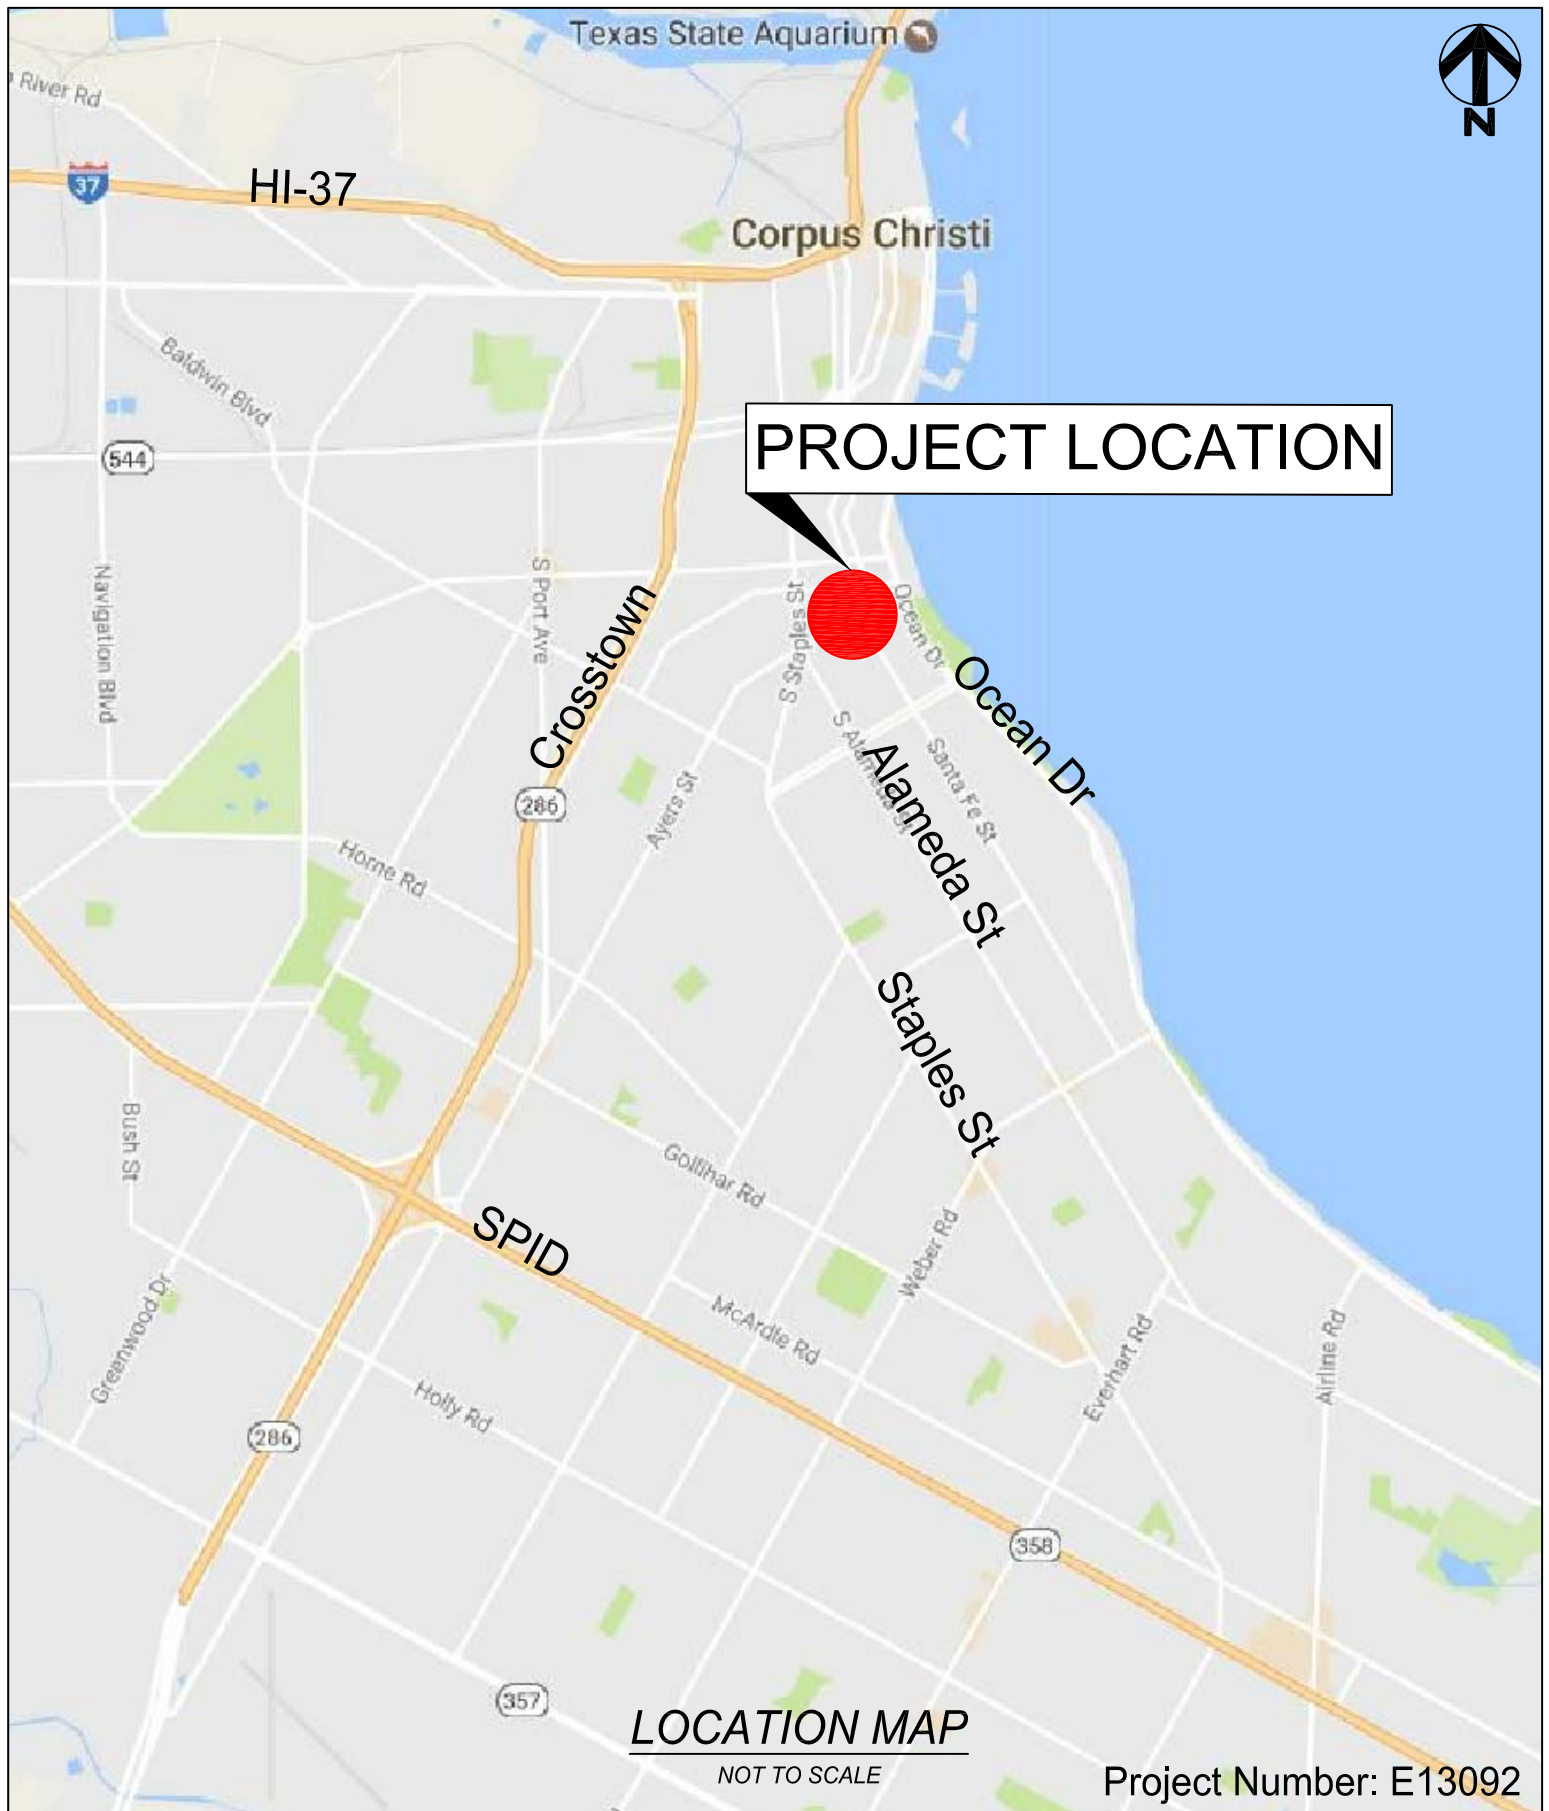 Texas State Aquarium
River Rd
N
37
HI-37
Corpus Christi
Baldwin Blvd
544
PROJECT LOCATION
Navigation Blvd
S Port Ave
Crosstown
S Staples St
Ocean Dr
Ocean Dr
S Alameda St
Alameda St
Santa Fe St
286
Ayers St
Horne Rd
Staples St
Bush St
Gollihar Rd
SPID
Weber Rd
Greenwood Dr
McArdle Rd
Everhart Rd
Airline Rd
Holly Rd
286
358
357
LOCATION MAP
NOT TO SCALE
Project Number: E13092